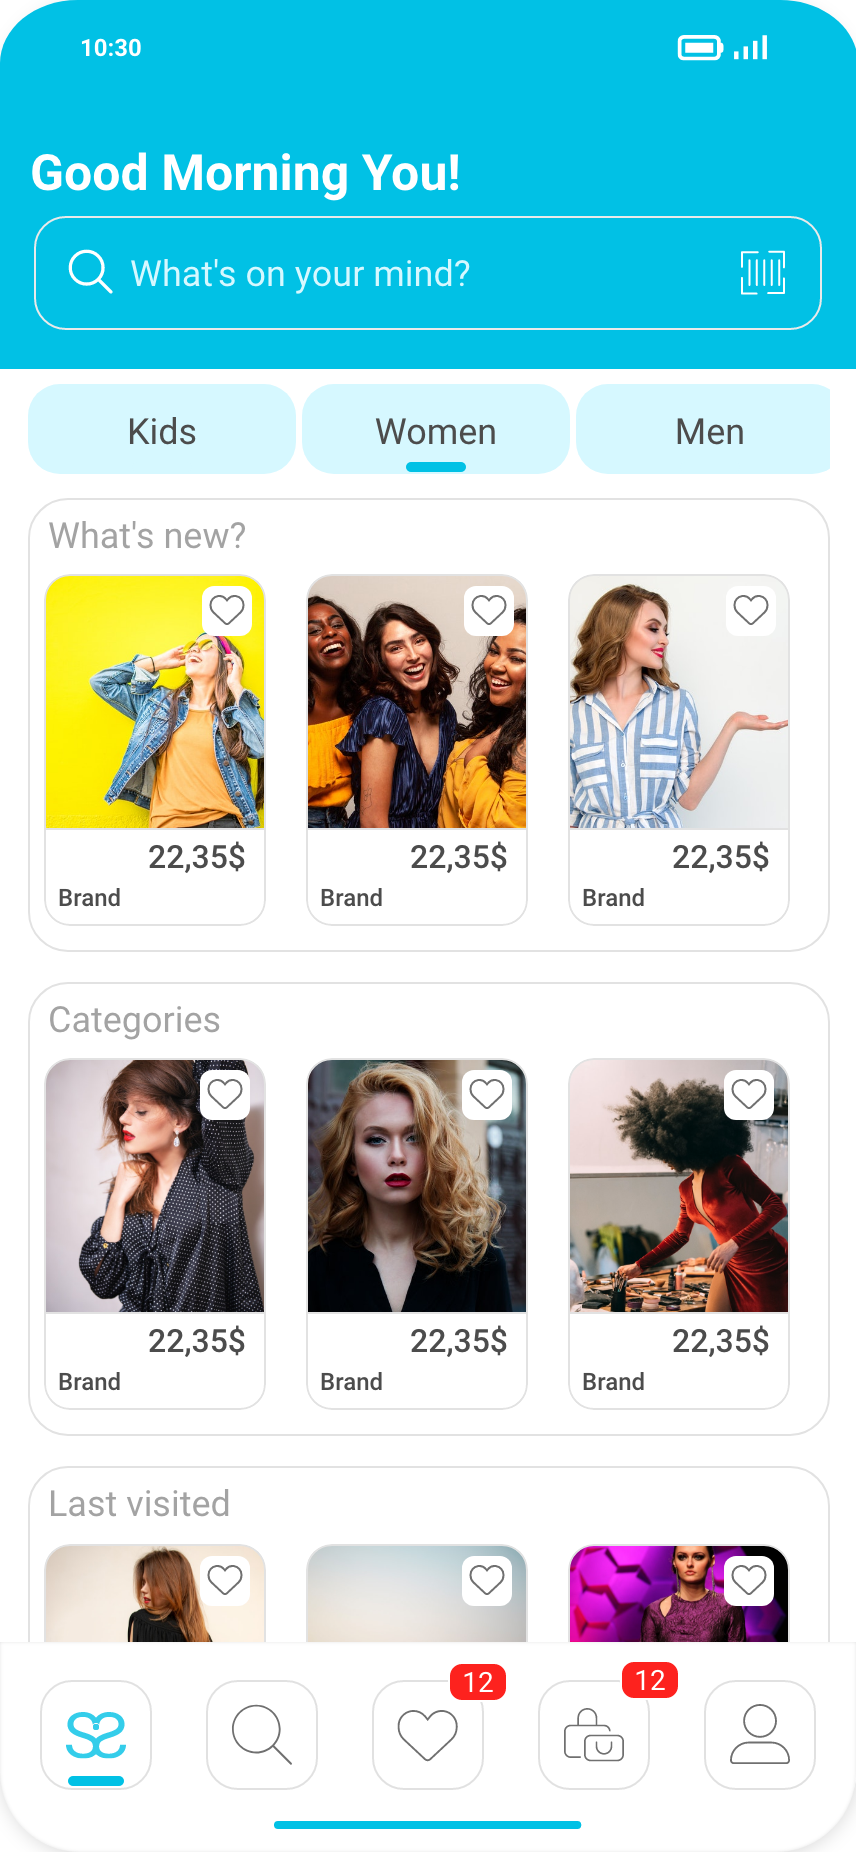 10:30
Good Morning You!
What's on your mind?
Kids Women Men
What's new?
22,35$ 22,35$ 22,35$
Brand Brand Brand
Categories
22,35$ 22,35$ 22,35$
Brand Brand Brand
Last visited
12 12